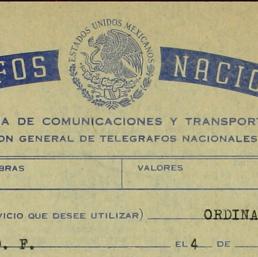 ESTADOS UNIDOS MEXICANOS
FOS NACIO
A DE COMUNICACIONES Y TRANSPORT
ON GENERAL DE TELEGRAFOS NACIONALES
BRAS VALORES
VICIO QUE DESEE UTILIZAR) ORDINA
D. F. EL 4 DE